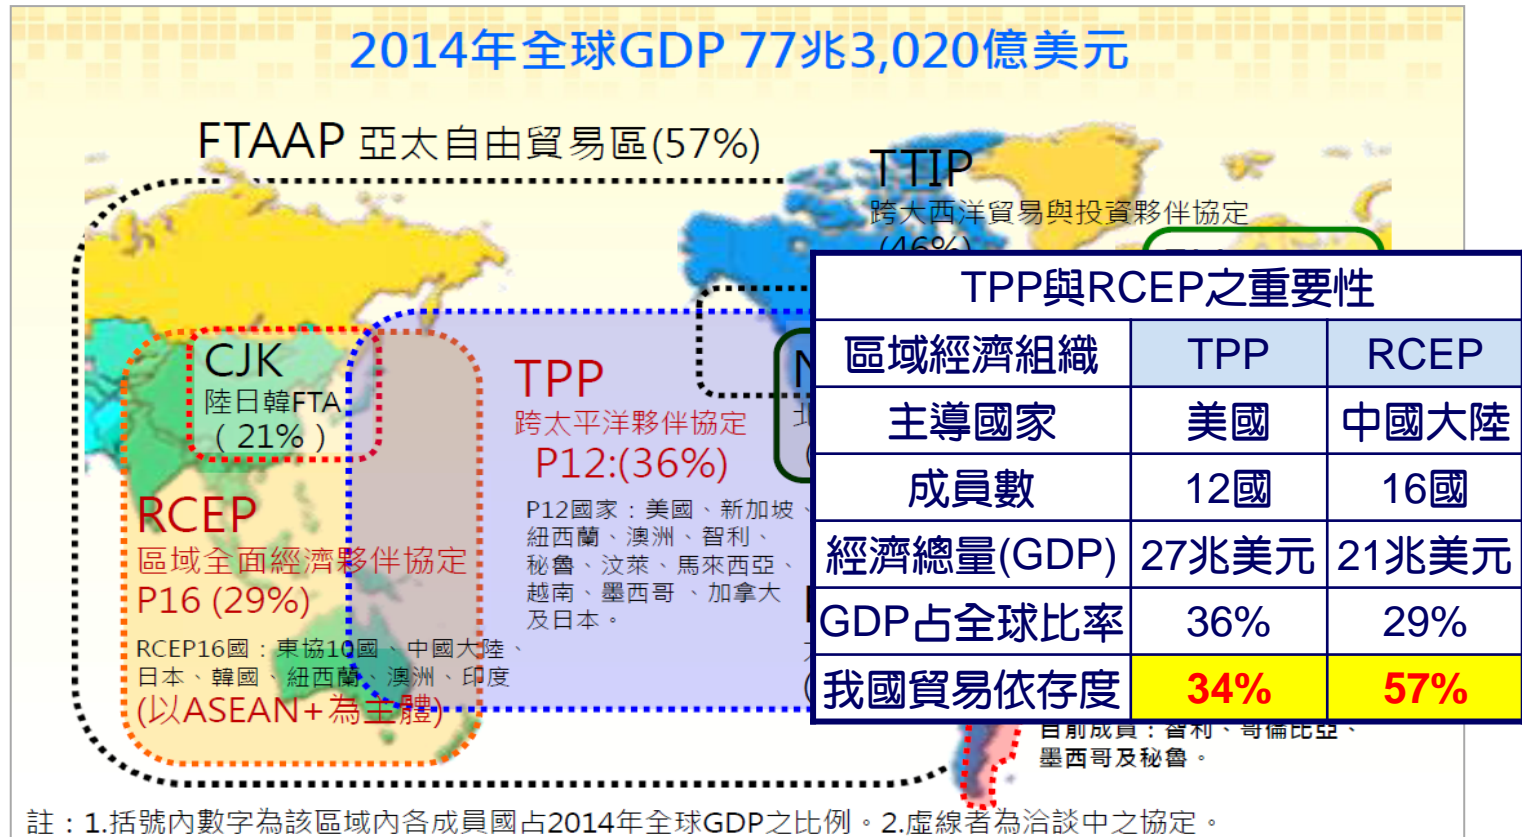 2014年全球GDP 77兆3,020億美元
FTAAP 亞太自由貿易區(57%)
TTIP
跨大西洋貿易與投資夥伴協定
(46%)
CJK
陸日韓FTA
(21%)
TPP
跨太平洋夥伴協定
P12:(36%)
P12國家：美國、新加坡、
紐西蘭、澳洲、智利、
秘魯、汶萊、馬來西亞、
越南、墨西哥、加拿大
及日本。
RCEP
區域全面經濟夥伴協定
P16 (29%)
RCEP16國：東協10國、中國大陸、
日本、韓國、紐西蘭、澳洲、印度
(以ASEAN+為主體)
TPP與RCEP之重要性
區域經濟組織 TPP RCEP
主導國家 美國 中國大陸
成員數 12國 16國
經濟總量(GDP) 27兆美元 21兆美元
GDP占全球比率 36% 29%
我國貿易依存度 34% 57%
目前成員：智利、哥倫比亞、
墨西哥及秘魯。
註：1.括號內數字為該區域內各成員國占2014年全球GDP之比例。2.虛線者為洽談中之協定。